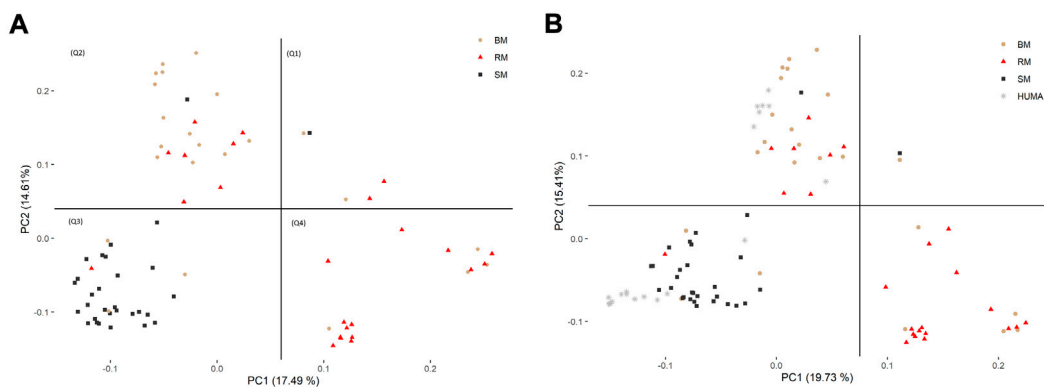 A
(Q2)
(Q1)
BM
RM
SM
0.2
0.1
PC2 (14.61%)
(Q3)
(Q4)
0.0
-0.1
-0.1
0.0
0.1
0.2
PC1 (17.49 %)
B
BM
RM
SM
HUMA
0.2
0.1
PC2 (15.41%)
0.0
-0.1
0.0
0.1
0.2
PC1 (19.73 %)